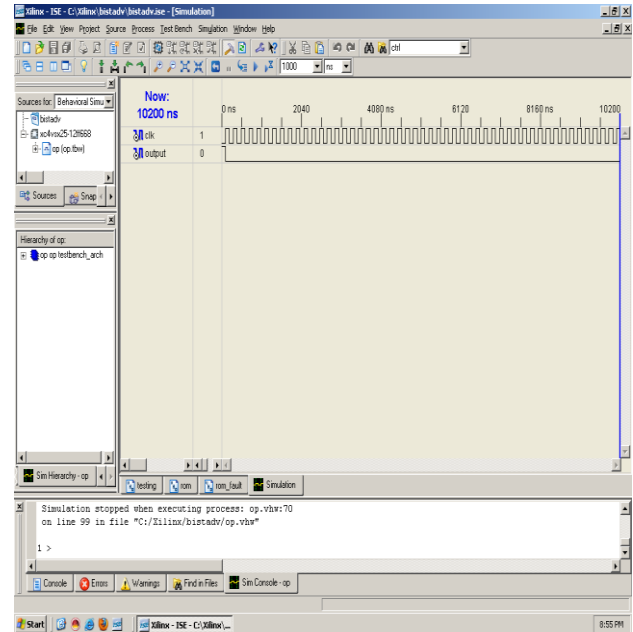 Xilinx - ISE - C:\Xilinx\bistadv\bistadv.ise - [Simulation]
File Edit View Project Source Process Test Bench Simulation Window Help
ctrl
1000 ns
Sources for: Behavioral Simu
bistadv
xc4vsx25-12ff668
op (op.tbw)
Sources Snap
Hierarchy of op:
op op testbench_arch
Sim Hierarchy - op
Now:
10200 ns
0 ns 2040 4080 ns 6120 8160 ns 10200
clk 1
output 0
testing rom rom_fault Simulation
Simulation stopped when executing process: op.vhw:70
on line 99 in file "C:/Xilinx/bistadv/op.vhw"
1 >
Console Errors Warnings Find in Files Sim Console - op
Start Xilinx - ISE - C:\Xilinx\... 8:55 PM